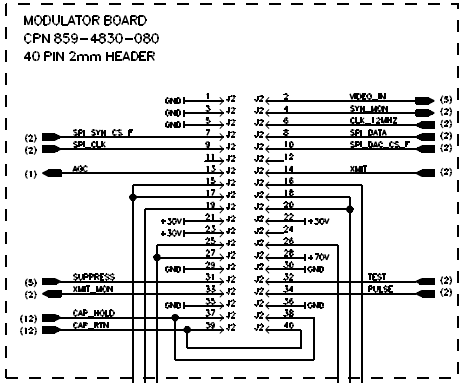 MODULATOR BOARD
CPN 859-4830-080
40 PIN 2mm HEADER
GND 1 J2 J2 2 VIDEO_IN (5)
GND 3 J2 J2 4 SYN_MON (2)
GND 5 J2 J2 6 CLK_12MHZ (2)
(2) SPI_SYN_CS_F 7 J2 J2 8 SPI_DATA (2)
(2) SPI_CLK 9 J2 J2 10 SPI_DAC_CS_F (2)
11 J2 J2 12
(1) AGC 13 J2 J2 14 XMIT (2)
15 J2 J2 16
17 J2 J2 18
19 J2 J2 20
+50V 21 J2 J2 22 +50V
+50V 23 J2 J2 24
25 J2 J2 26
27 J2 J2 28 +70V
GND 29 J2 J2 30 GND
(5) SUPPRESS 31 J2 J2 32 TEST (2)
(2) XMIT_MON 33 J2 J2 34 PULSE (2)
GND 35 J2 J2 36 GND
(12) CAP_HOLD 37 J2 J2 38
(12) CAP_RTN 39 J2 J2 40